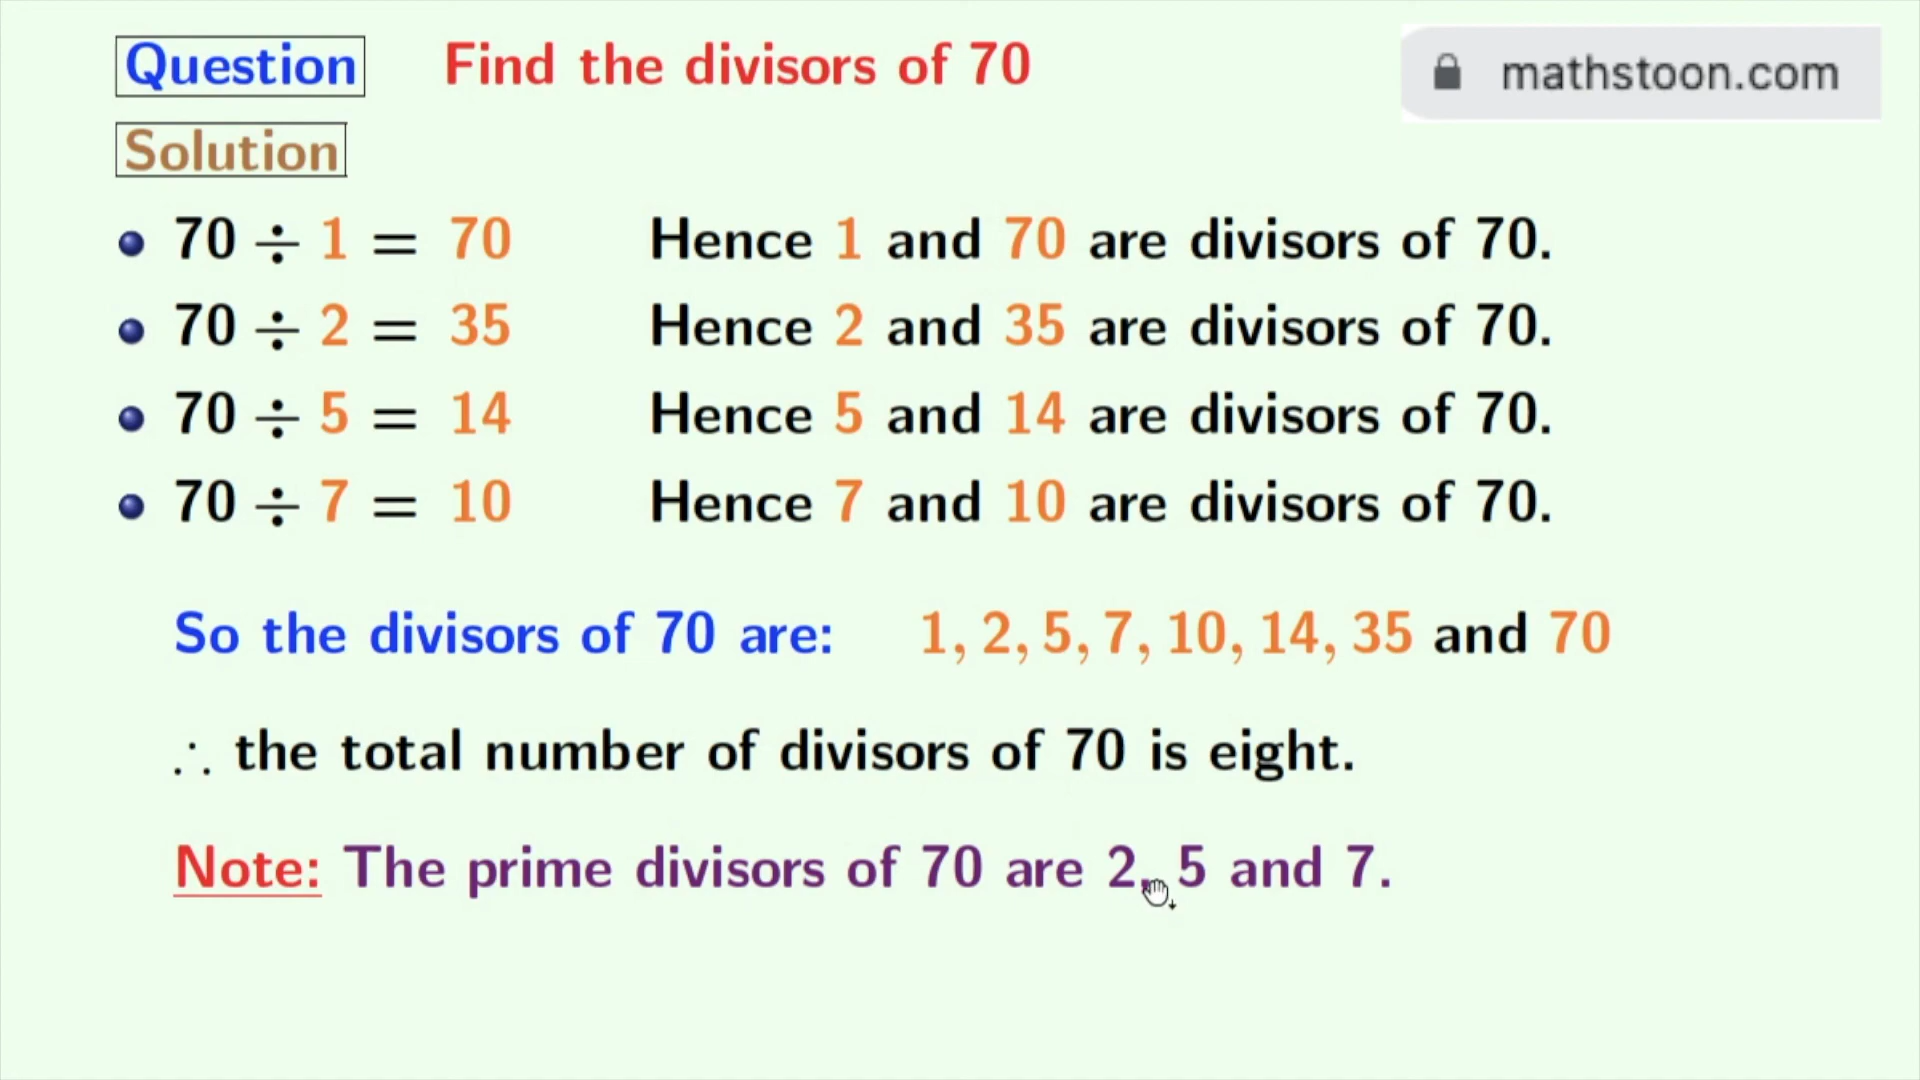 Question Find the divisors of 70 mathstoon.com
Solution
70 ÷ 1 = 70 Hence 1 and 70 are divisors of 70.
70 ÷ 2 = 35 Hence 2 and 35 are divisors of 70.
70 ÷ 5 = 14 Hence 5 and 14 are divisors of 70.
70 ÷ 7 = 10 Hence 7 and 10 are divisors of 70.
So the divisors of 70 are: 1, 2, 5, 7, 10, 14, 35 and 70
∴ the total number of divisors of 70 is eight.
Note: The prime divisors of 70 are 2, 5 and 7.